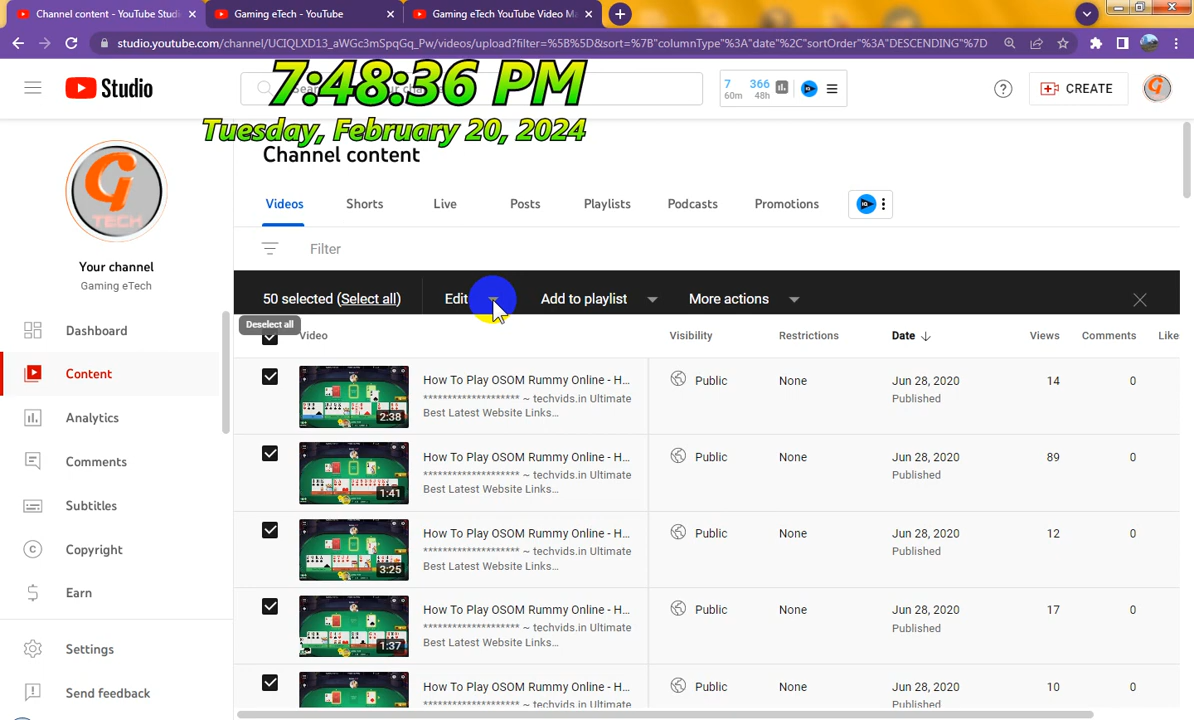 Channel content - YouTube Studi
Gaming eTech - YouTube
Gaming eTech YouTube Video Ma
studio.youtube.com/channel/UCIQLXD13_aWGc3mSpqGq_Pw/videos/upload?filter=%5B%5D&sort=%7B"columnType"%3A"date"%2C"sortOrder"%3A"DESCENDING"%7D
Studio
7:48:36 PM
7
60m
366
48h
IQ
CREATE
G
Tuesday, February 20, 2024
Channel content
G
TECH
Your channel
Gaming eTech
Dashboard
Content
Analytics
Comments
Subtitles
Copyright
Earn
Settings
Send feedback
Videos
Shorts
Live
Posts
Playlists
Podcasts
Promotions
IQ
Filter
50 selected (Select all)
Edit
Add to playlist
More actions
Deselect all
Video
Visibility
Restrictions
Date
Views
Comments
Like
2:38
How To Play OSOM Rummy Online - H...
******************** ~ techvids.in Ultimate
Best Latest Website Links...
Public
None
Jun 28, 2020
Published
14
0
1:41
How To Play OSOM Rummy Online - H...
******************** ~ techvids.in Ultimate
Best Latest Website Links...
Public
None
Jun 28, 2020
Published
89
0
3:25
How To Play OSOM Rummy Online - H...
******************** ~ techvids.in Ultimate
Best Latest Website Links...
Public
None
Jun 28, 2020
Published
12
0
1:37
How To Play OSOM Rummy Online - H...
******************** ~ techvids.in Ultimate
Best Latest Website Links...
Public
None
Jun 28, 2020
Published
17
0
How To Play OSOM Rummy Online - H...
******************** ~ techvids.in Ultimate
Public
None
Jun 28, 2020
Published
10
0